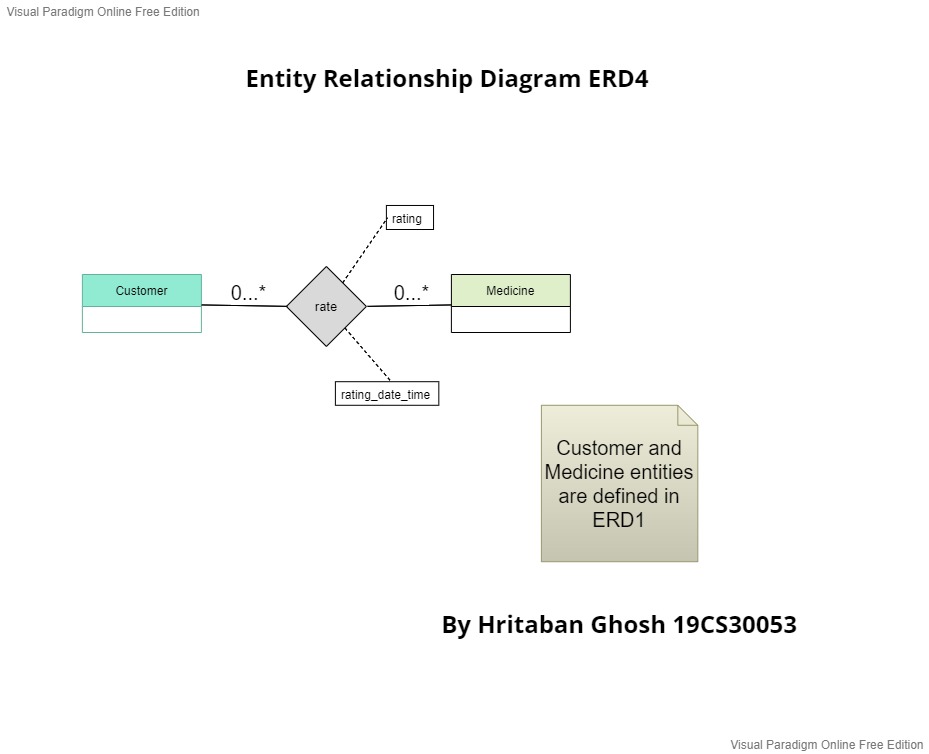 Visual Paradigm Online Free Edition
Entity Relationship Diagram ERD4
rating
Customer
0...*
rate
0...*
Medicine
rating_date_time
Customer and
Medicine entities
are defined in
ERD1
By Hritaban Ghosh 19CS30053
Visual Paradigm Online Free Edition